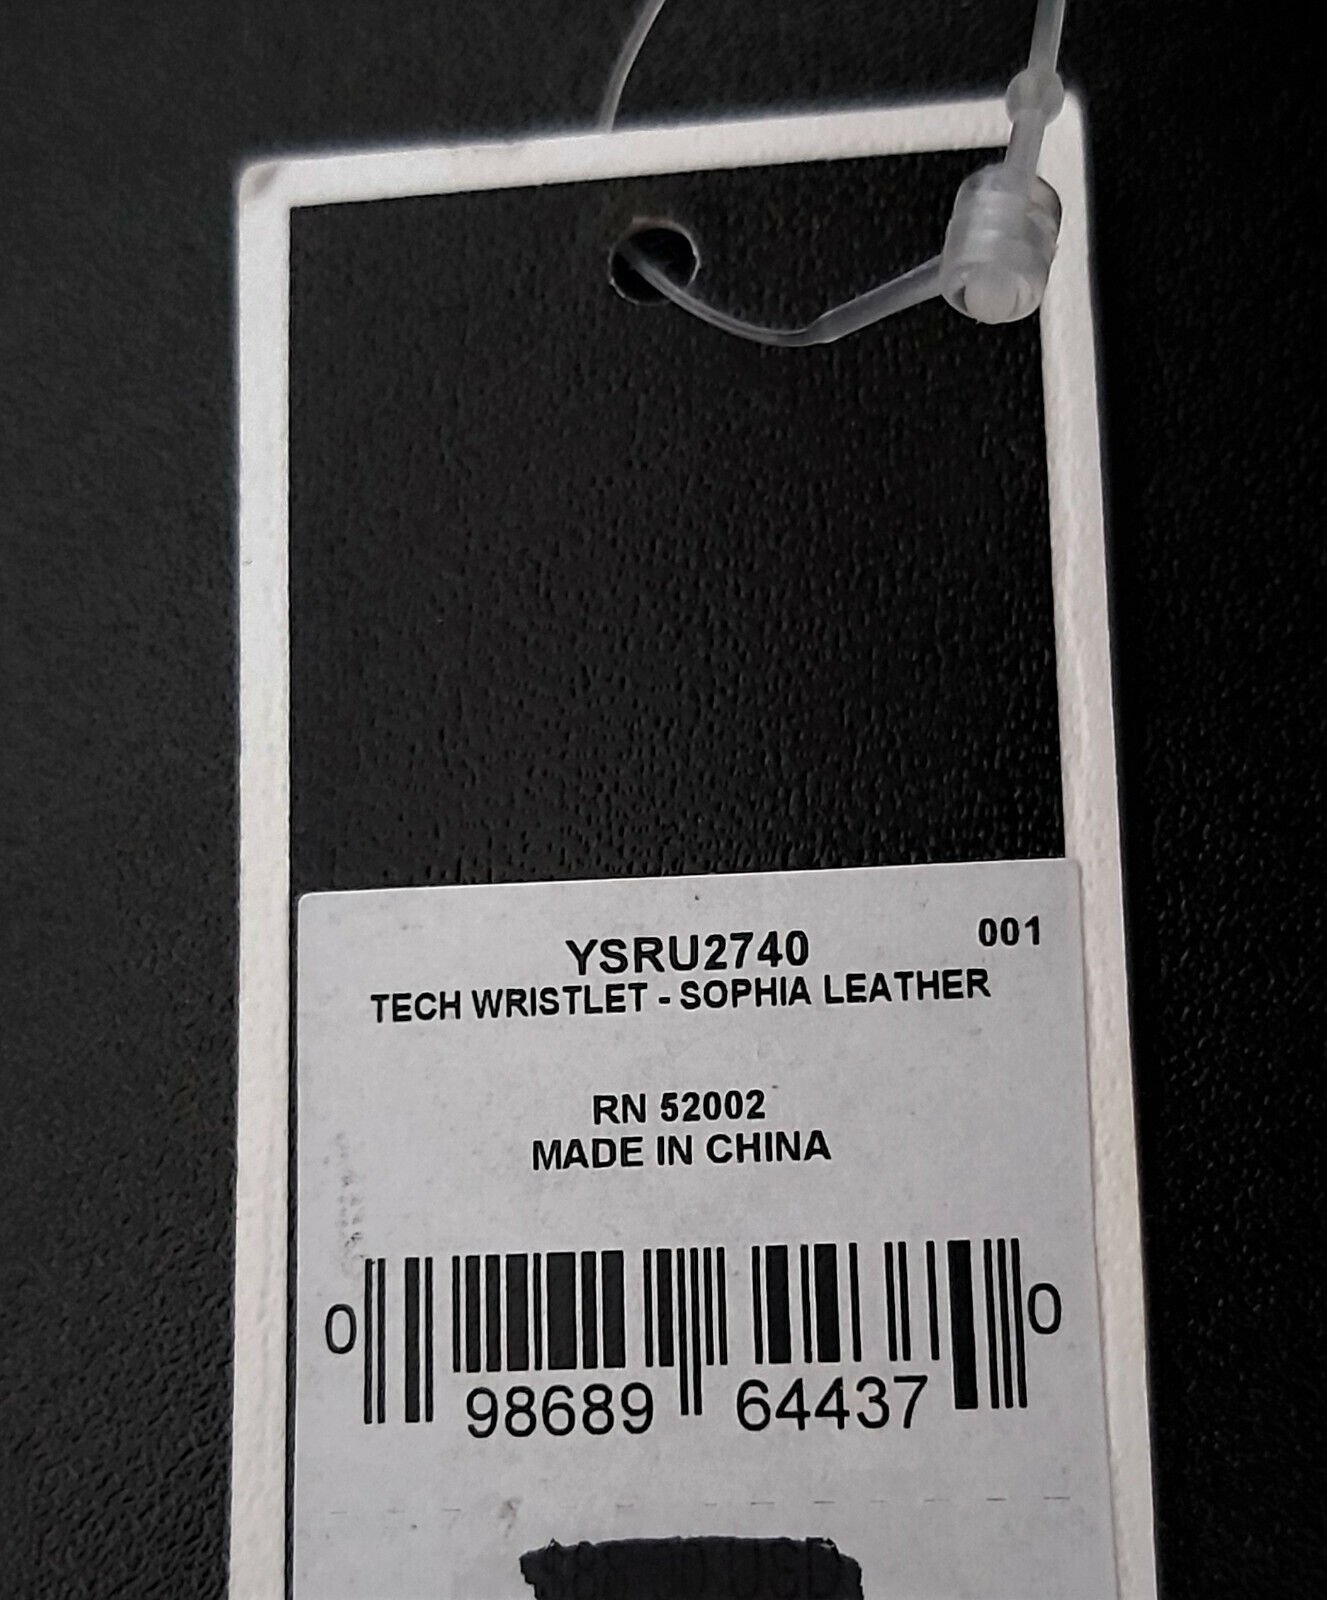 YSRU2740 001
TECH WRISTLET - SOPHIA LEATHER
RN 52002
MADE IN CHINA
0 98689 64437 0